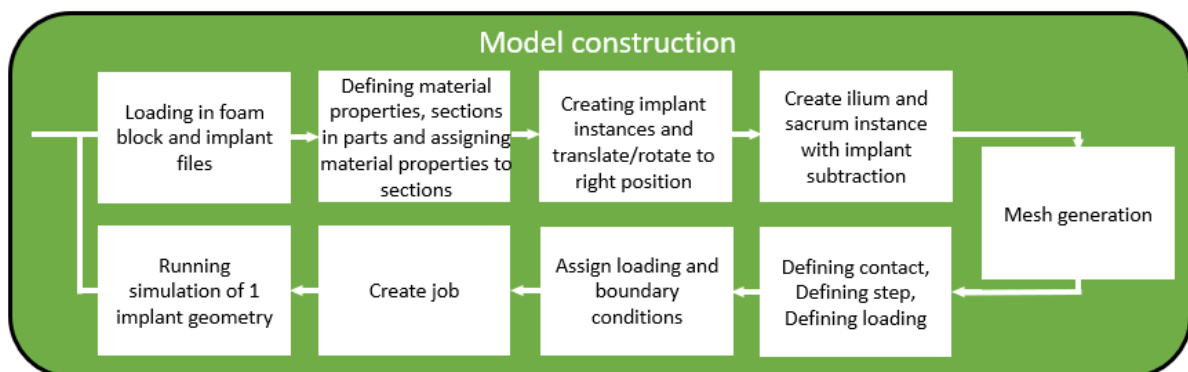 Model construction
Loading in foam
block and implant
files
Defining material
properties, sections
in parts and assigning
material properties to
sections
Creating implant
instances and
translate/rotate to
right position
Create ilium and
sacrum instance
with implant
subtraction
Mesh generation
Defining contact,
Defining step,
Defining loading
Assign loading and
boundary
conditions
Create job
Running
simulation of 1
implant geometry